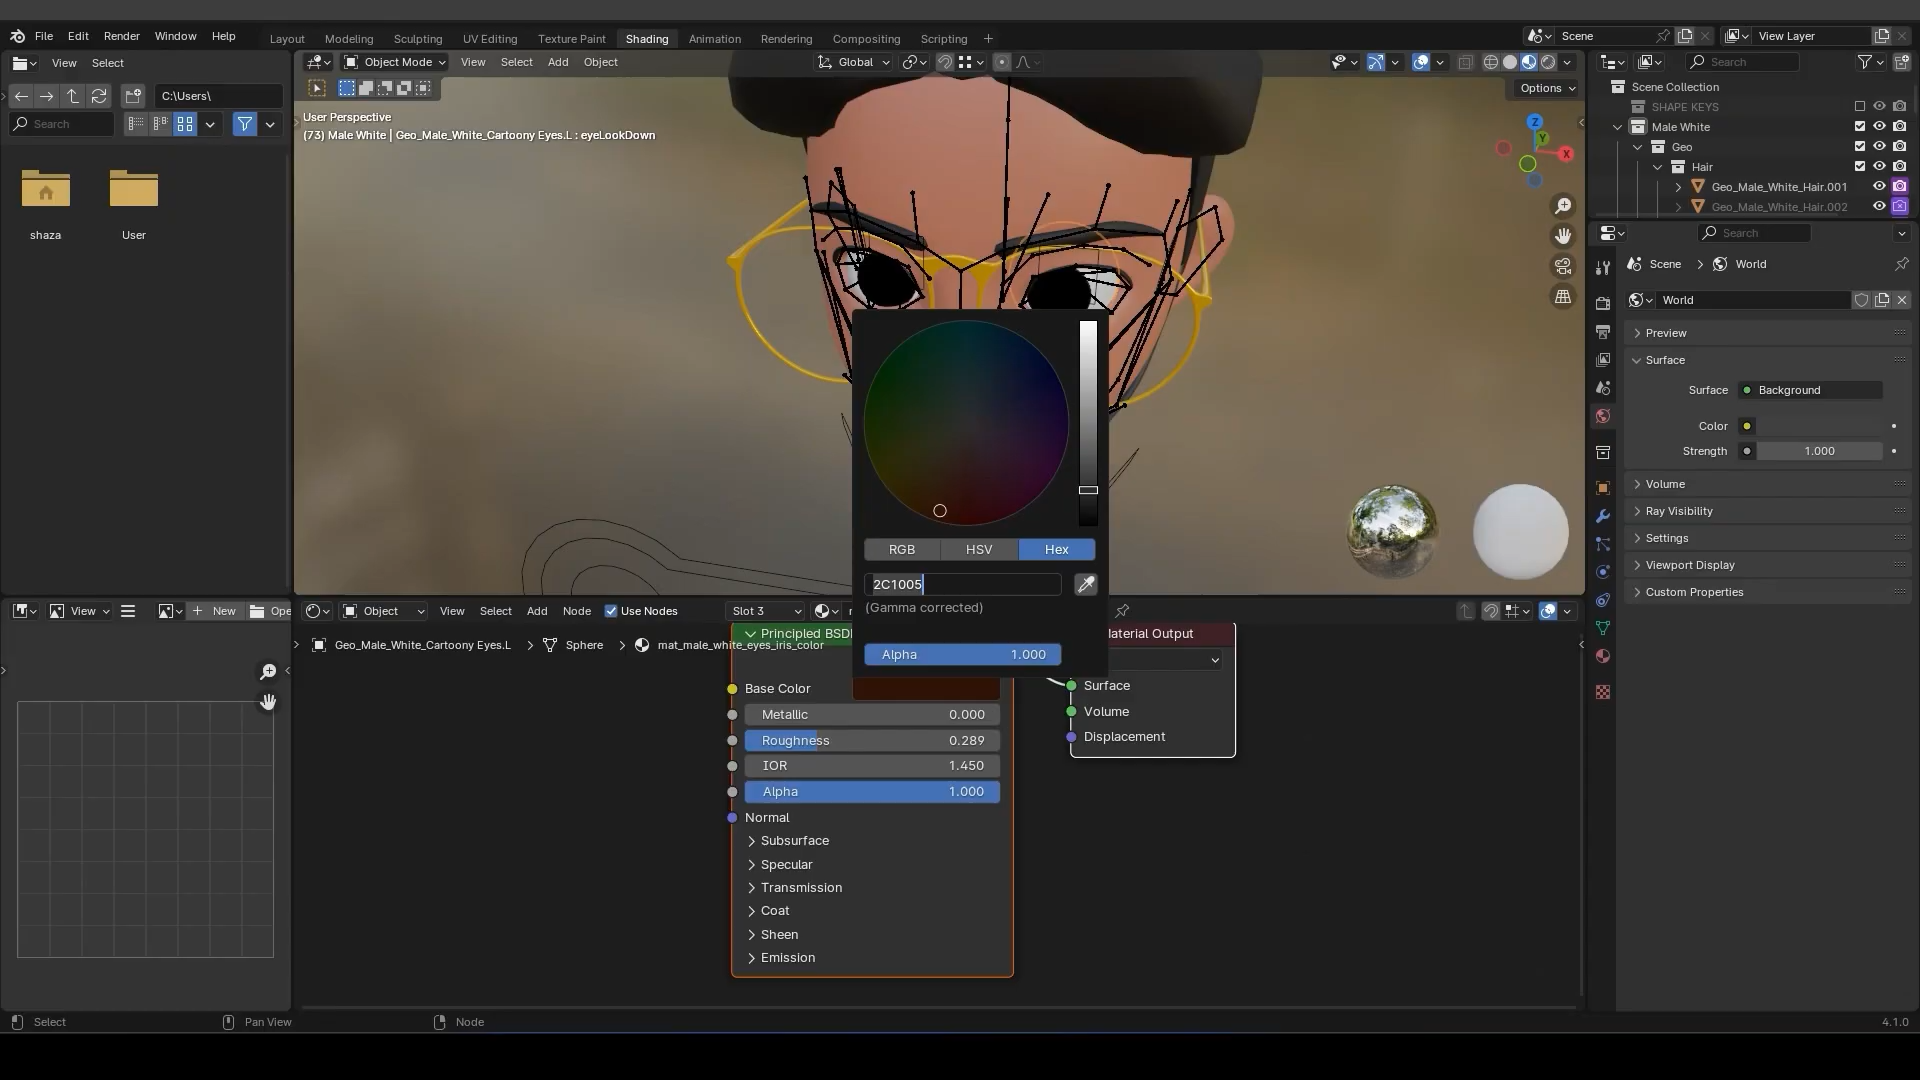 File Edit Render Window Help
Layout Modeling Sculpting UV Editing Texture Paint Shading Animation Rendering Compositing Scripting
Scene View Layer
View Select
Object Mode View Select Add Object Global
Search
C:\Users\
Options
Search
User Perspective
(73) Male White | Geo_Male_White_Cartoony Eyes.L : eyeLookDown
Z Y X
Scene Collection
SHAPE KEYS
Male White
Geo
Hair
Geo_Male_White_Hair.001
Geo_Male_White_Hair.002
shaza User
Search
Scene > World
World
Preview
Surface
Surface Background
Color
Strength 1.000
Volume
Ray Visibility
Settings
Viewport Display
Custom Properties
RGB HSV Hex
2C1005
(Gamma corrected)
Alpha 1.000
View New Ope
Object View Select Add Node Use Nodes Slot 3
Geo_Male_White_Cartoony Eyes.L > Sphere > mat_male_white_eyes_iris_color
Principled BSD
Base Color
Metallic 0.000
Roughness 0.289
IOR 1.450
Alpha 1.000
Normal
Subsurface
Specular
Transmission
Coat
Sheen
Emission
Material Output
Surface
Volume
Displacement
Select Pan View Node 4.1.0